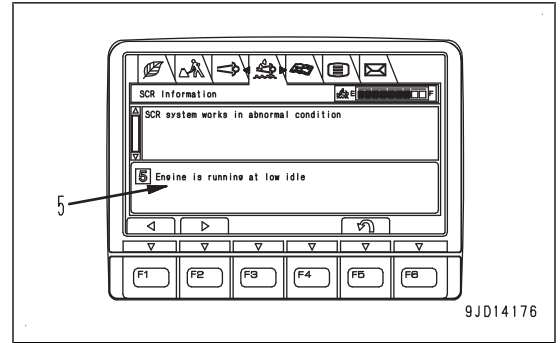 SCR Information
E F
SCR system works in abnormal condition
5 Engine is running at low idle
5
F1 F2 F3 F4 F5 F6
9JD14176